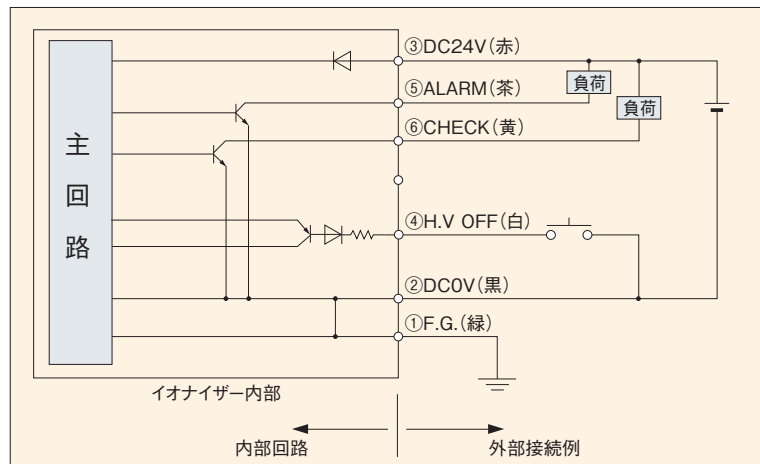 ③DC24V（赤）
⑤ALARM（茶）
負荷
負荷
⑥CHECK（黄）
主回路
④H.V OFF（白）
②DC0V（黒）
①F.G.（緑）
イオナイザー内部
内部回路
外部接続例